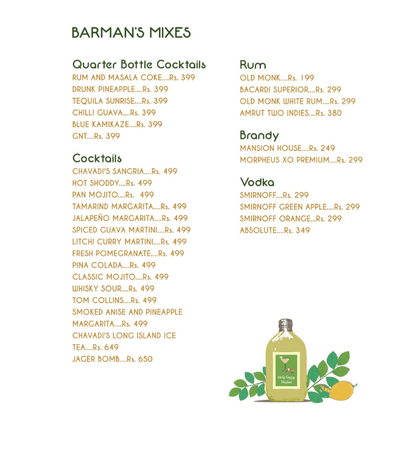 BARMAN'S MIXES
Quarter Bottle Cocktails
RUM AND MASALA COKE....Rs. 399
DRUNK PINEAPPLE....Rs. 399
TEQUILA SUNRISE....Rs. 399
CHILLI GUAVA....Rs. 399
BLUE KAMIKAZE....Rs. 399
GNT....Rs. 399
Cocktails
CHAVADI'S SANGRIA....Rs. 499
HOT SHODDY....Rs. 499
PAN MOJITO....Rs. 499
TAMARIND MARGARITA....Rs. 499
JALAPEÑO MARGARITA....Rs. 499
SPICED GUAVA MARTINI....Rs. 499
LITCHI CURRY MARTINI....Rs. 499
FRESH POMEGRANATE....Rs. 499
PINA COLADA....Rs. 499
CLASSIC MOJITO....Rs. 499
WHISKY SOUR....Rs. 499
TOM COLLINS....Rs. 499
SMOKED ANISE AND PINEAPPLE
MARGARITA....Rs. 499
CHAVADI'S LONG ISLAND ICE
TEA....Rs. 649
JAGER BOMB....Rs. 650
Rum
OLD MONK....Rs. 199
BACARDI SUPERIOR....Rs. 299
OLD MONK WHITE RUM....Rs. 299
AMRUT TWO INDIES....Rs. 380
Brandy
MANSION HOUSE....Rs. 249
MORPHEUS XO PREMIUM....Rs. 299
Vodka
SMIRNOFF....Rs. 299
SMIRNOFF GREEN APPLE....Rs. 299
SMIRNOFF ORANGE....Rs. 299
ABSOLUTE....Rs. 349